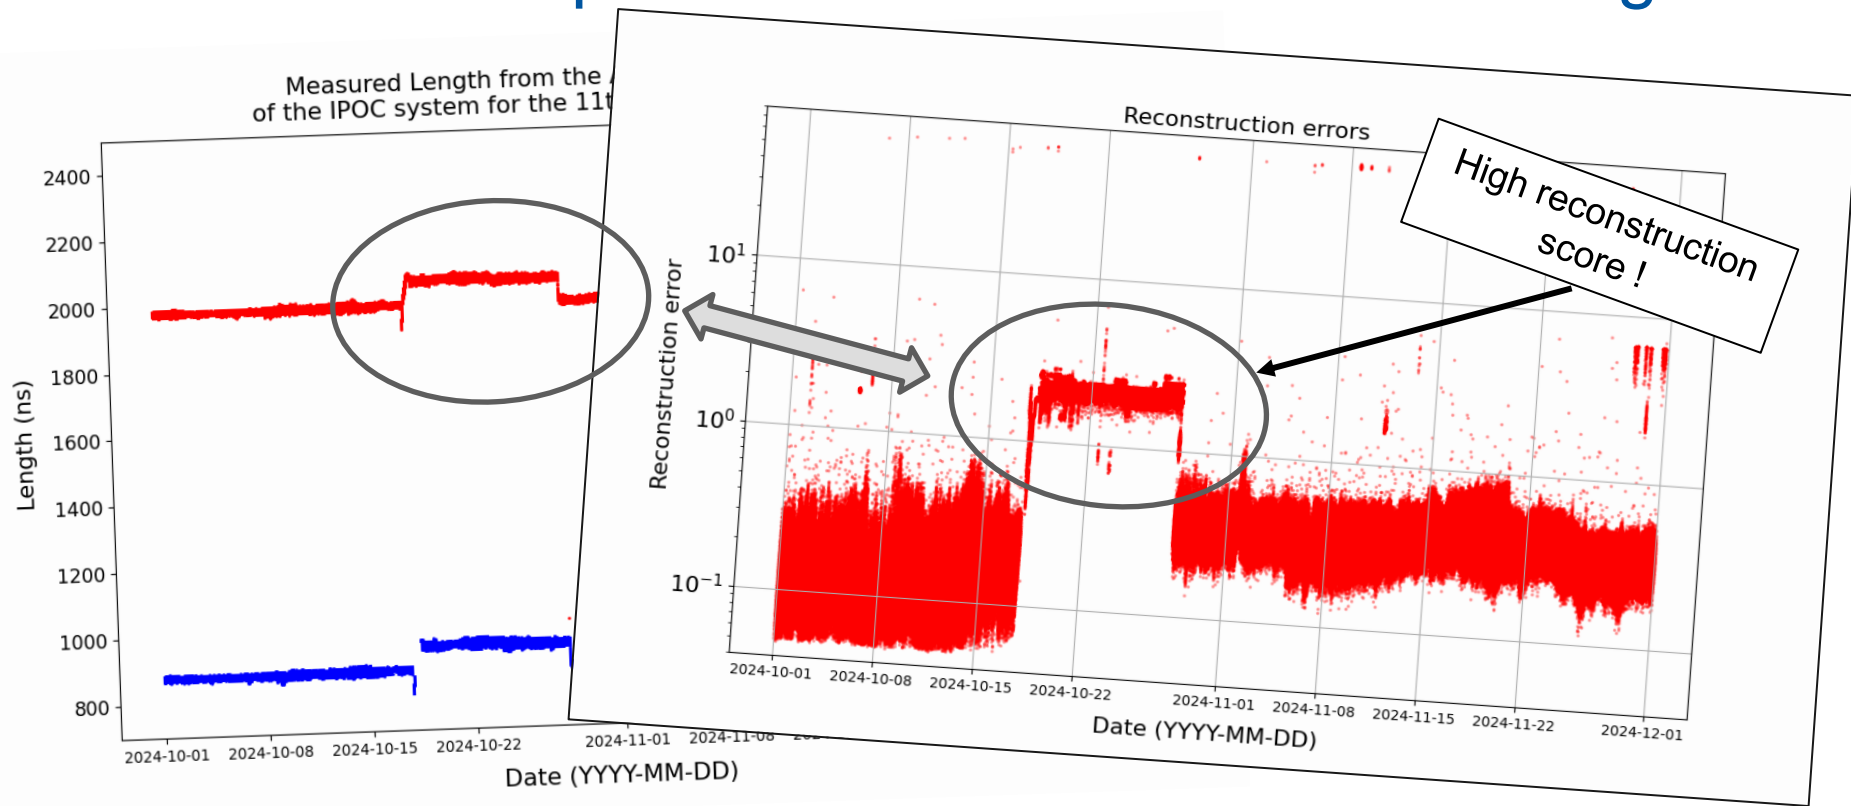 Measured Length from the
of the IPOC system for the 11t
2400
2200
2000
1800
1600
1400
1200
1000
800
Length (ns)
2024-10-01 2024-10-08 2024-10-15 2024-10-22 2024-11-01 2024-11-08
Date (YYYY-MM-DD)
Reconstruction errors
High reconstruction
score !
10¹
10⁰
10⁻¹
Reconstruction error
2024-10-01 2024-10-08 2024-10-15 2024-10-22 2024-11-01 2024-11-08 2024-11-15 2024-11-22 2024-12-01
Date (YYYY-MM-DD)